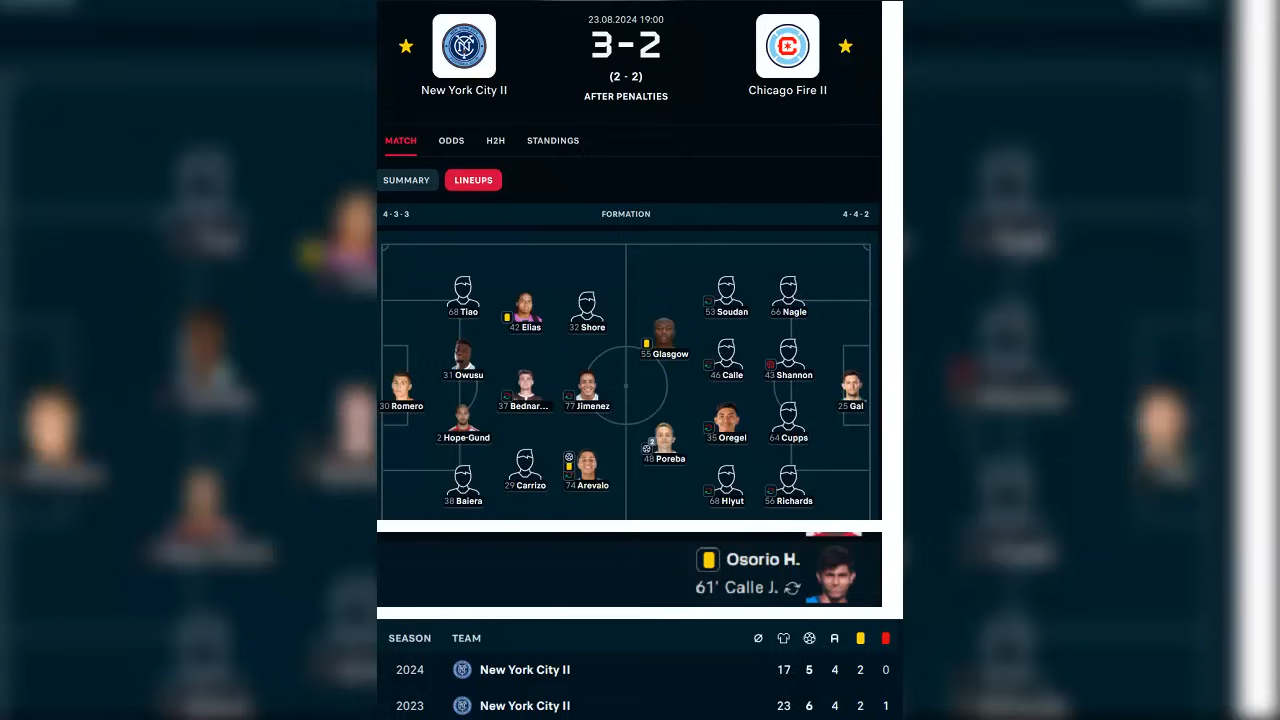 23.08.2024 19:00
3-2
(2 - 2)
AFTER PENALTIES
New York City II
Chicago Fire II
MATCH ODDS H2H STANDINGS
SUMMARY LINEUPS
4 - 3 - 3 FORMATION 4 - 4 - 2
68 Tiao
42 Elias
32 Shore
53 Soudan
66 Nagle
55 Glasgow
31 Owusu
46 Calle
43 Shannon
30 Romero
37 Bednar...
77 Jimenez
25 Gal
2 Hope-Gund
35 Oregel
64 Cupps
2
48 Poreba
38 Baiera
29 Carrizo
74 Arevalo
68 Hlyut
56 Richards
Osorio H.
61' Calle J.
SEASON TEAM Ø A
2024 New York City II 17 5 4 2 0
2023 New York City II 23 6 4 2 1